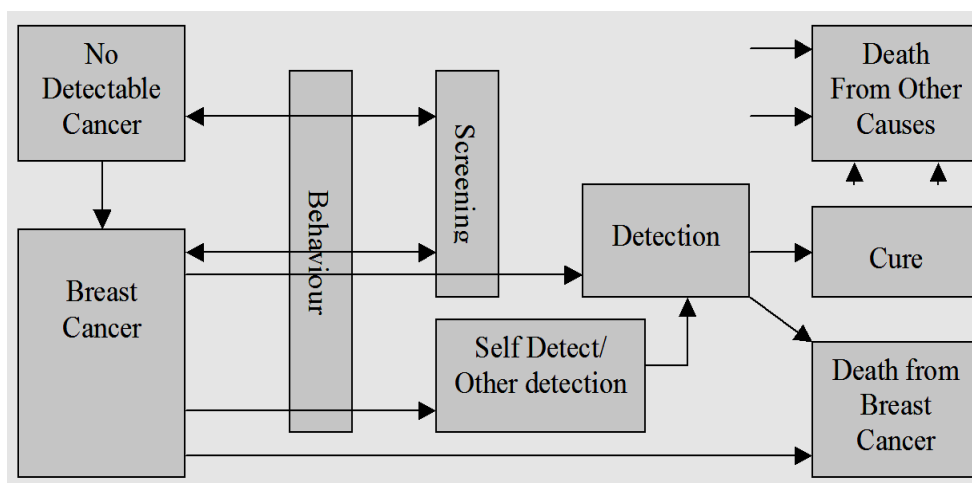 No
Detectable
Cancer
Behaviour
Screening
Death
From Other
Causes
Detection
Cure
Breast
Cancer
Self Detect/
Other detection
Death from
Breast
Cancer